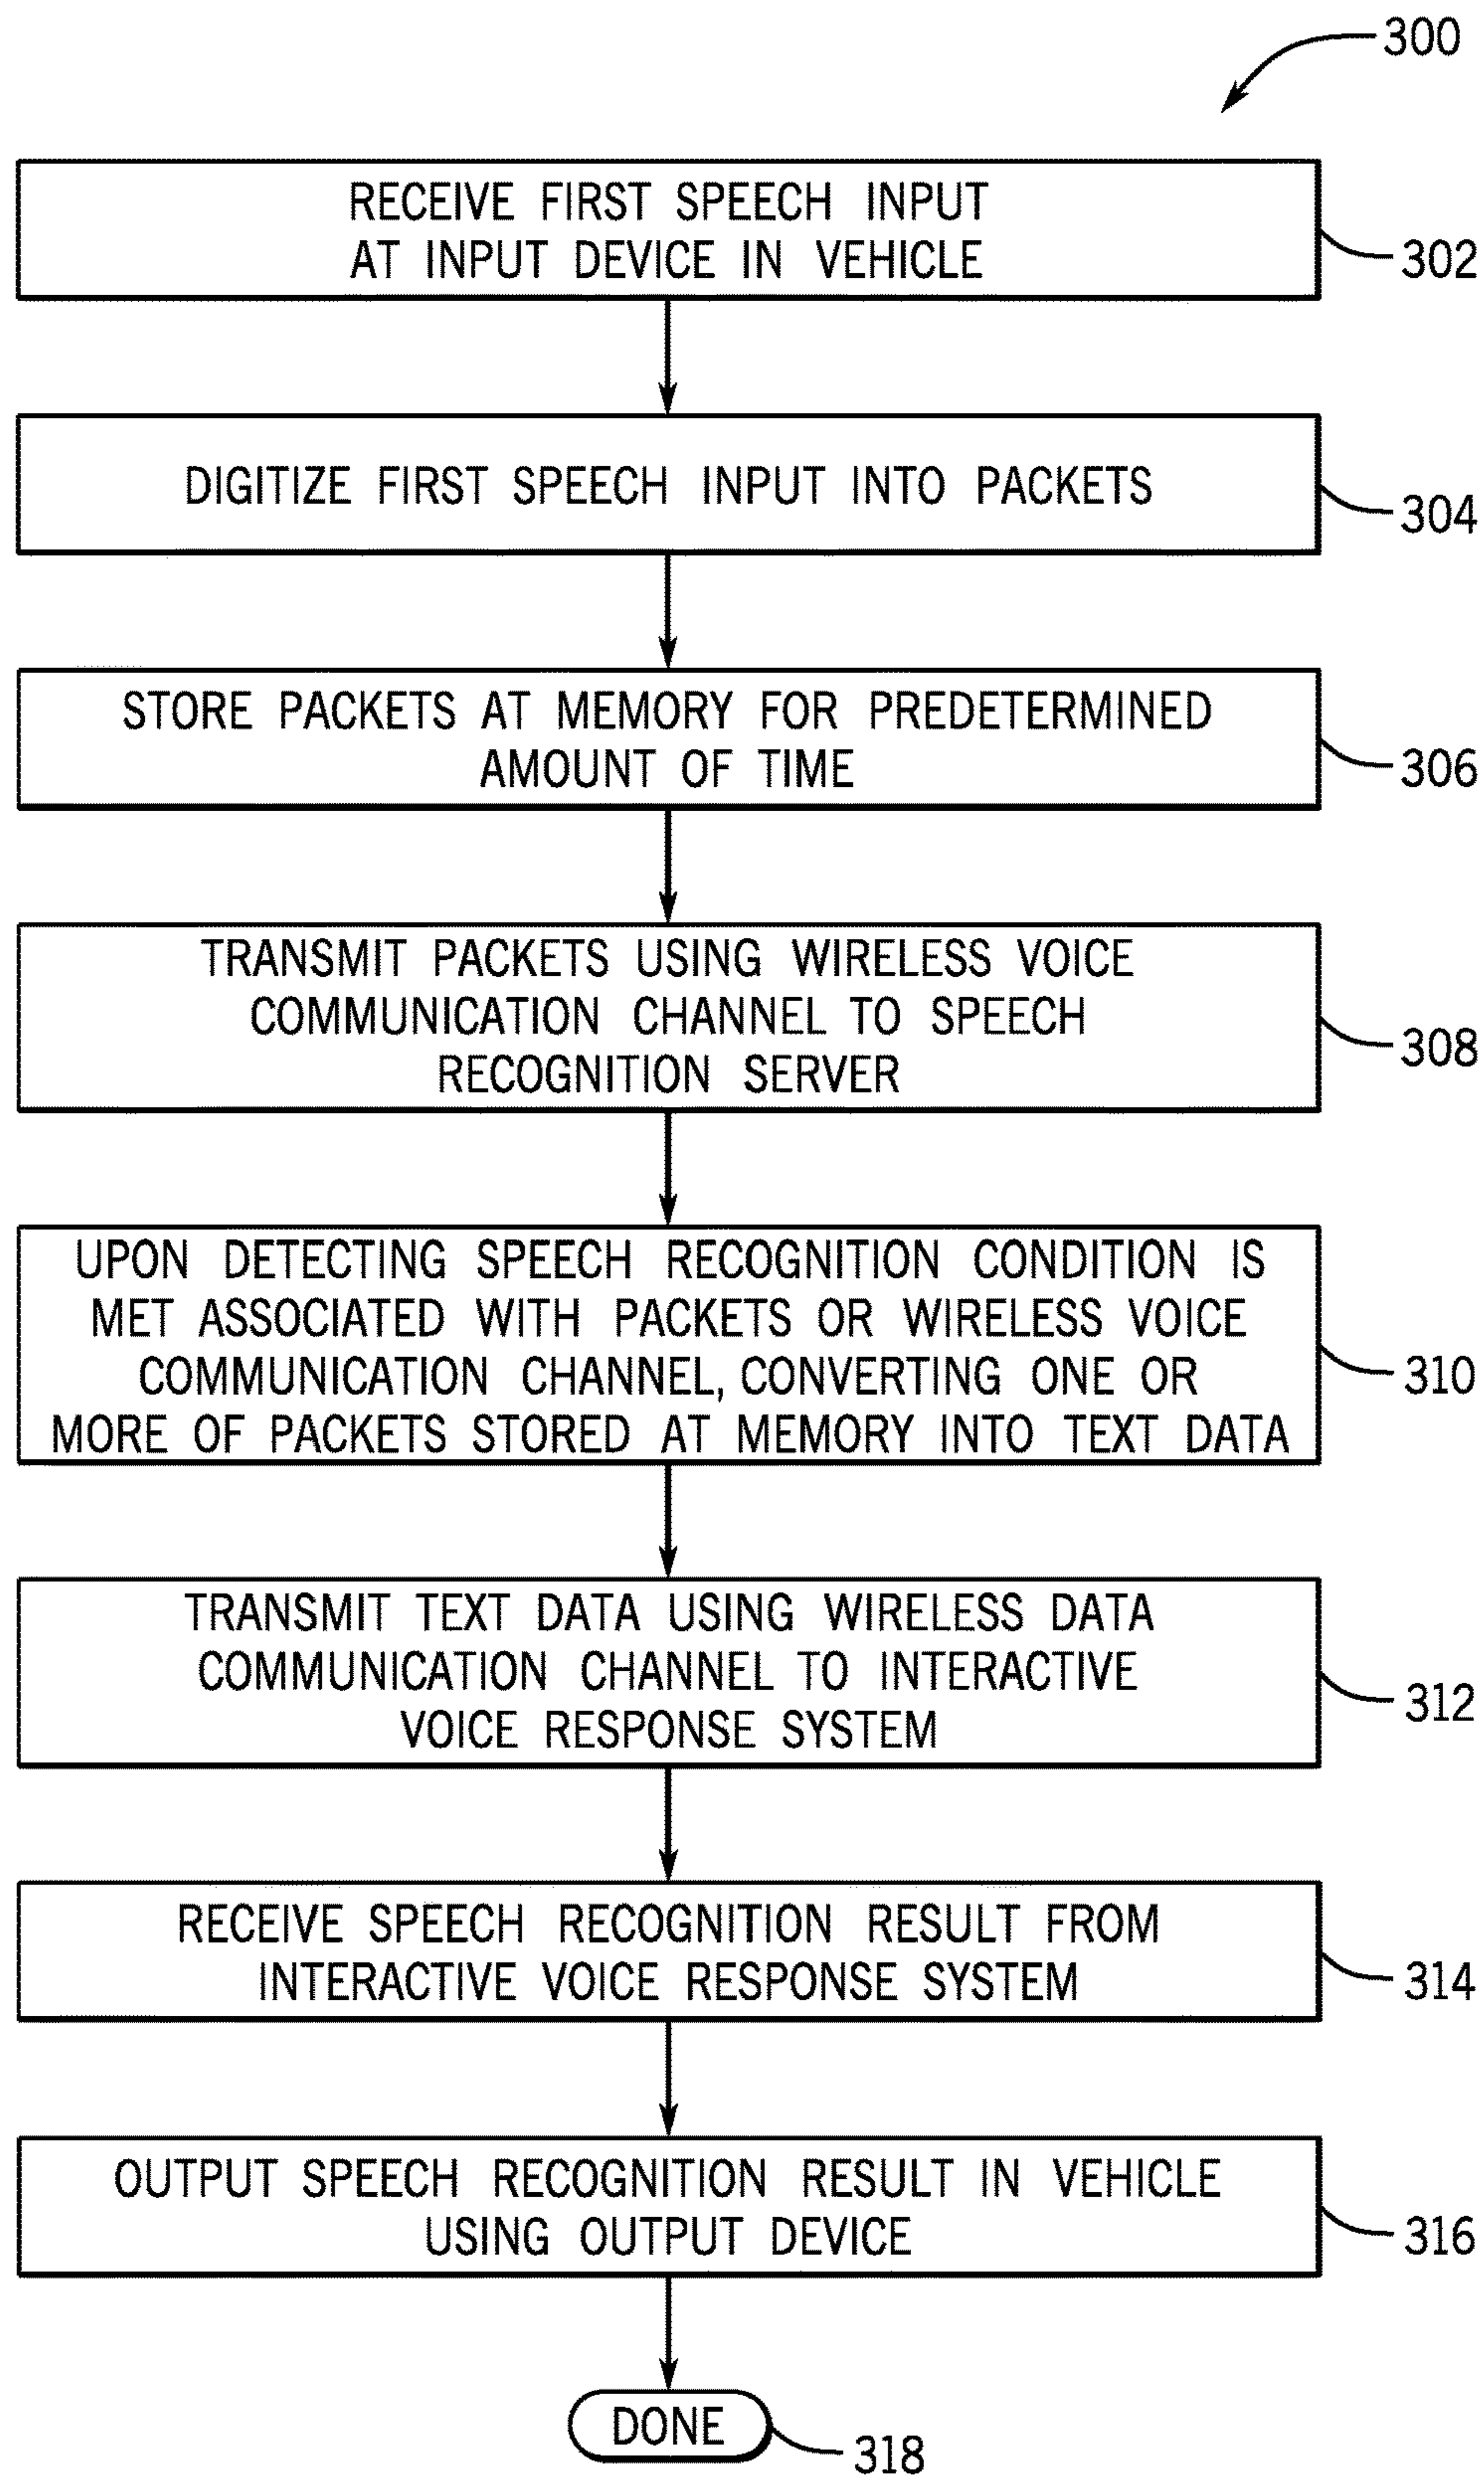 300
RECEIVE FIRST SPEECH INPUT
AT INPUT DEVICE IN VEHICLE
302
DIGITIZE FIRST SPEECH INPUT INTO PACKETS
304
STORE PACKETS AT MEMORY FOR PREDETERMINED
AMOUNT OF TIME
306
TRANSMIT PACKETS USING WIRELESS VOICE
COMMUNICATION CHANNEL TO SPEECH
RECOGNITION SERVER
308
UPON DETECTING SPEECH RECOGNITION CONDITION IS
MET ASSOCIATED WITH PACKETS OR WIRELESS VOICE
COMMUNICATION CHANNEL, CONVERTING ONE OR
MORE OF PACKETS STORED AT MEMORY INTO TEXT DATA
310
TRANSMIT TEXT DATA USING WIRELESS DATA
COMMUNICATION CHANNEL TO INTERACTIVE
VOICE RESPONSE SYSTEM
312
RECEIVE SPEECH RECOGNITION RESULT FROM
INTERACTIVE VOICE RESPONSE SYSTEM
314
OUTPUT SPEECH RECOGNITION RESULT IN VEHICLE
USING OUTPUT DEVICE
316
DONE
318